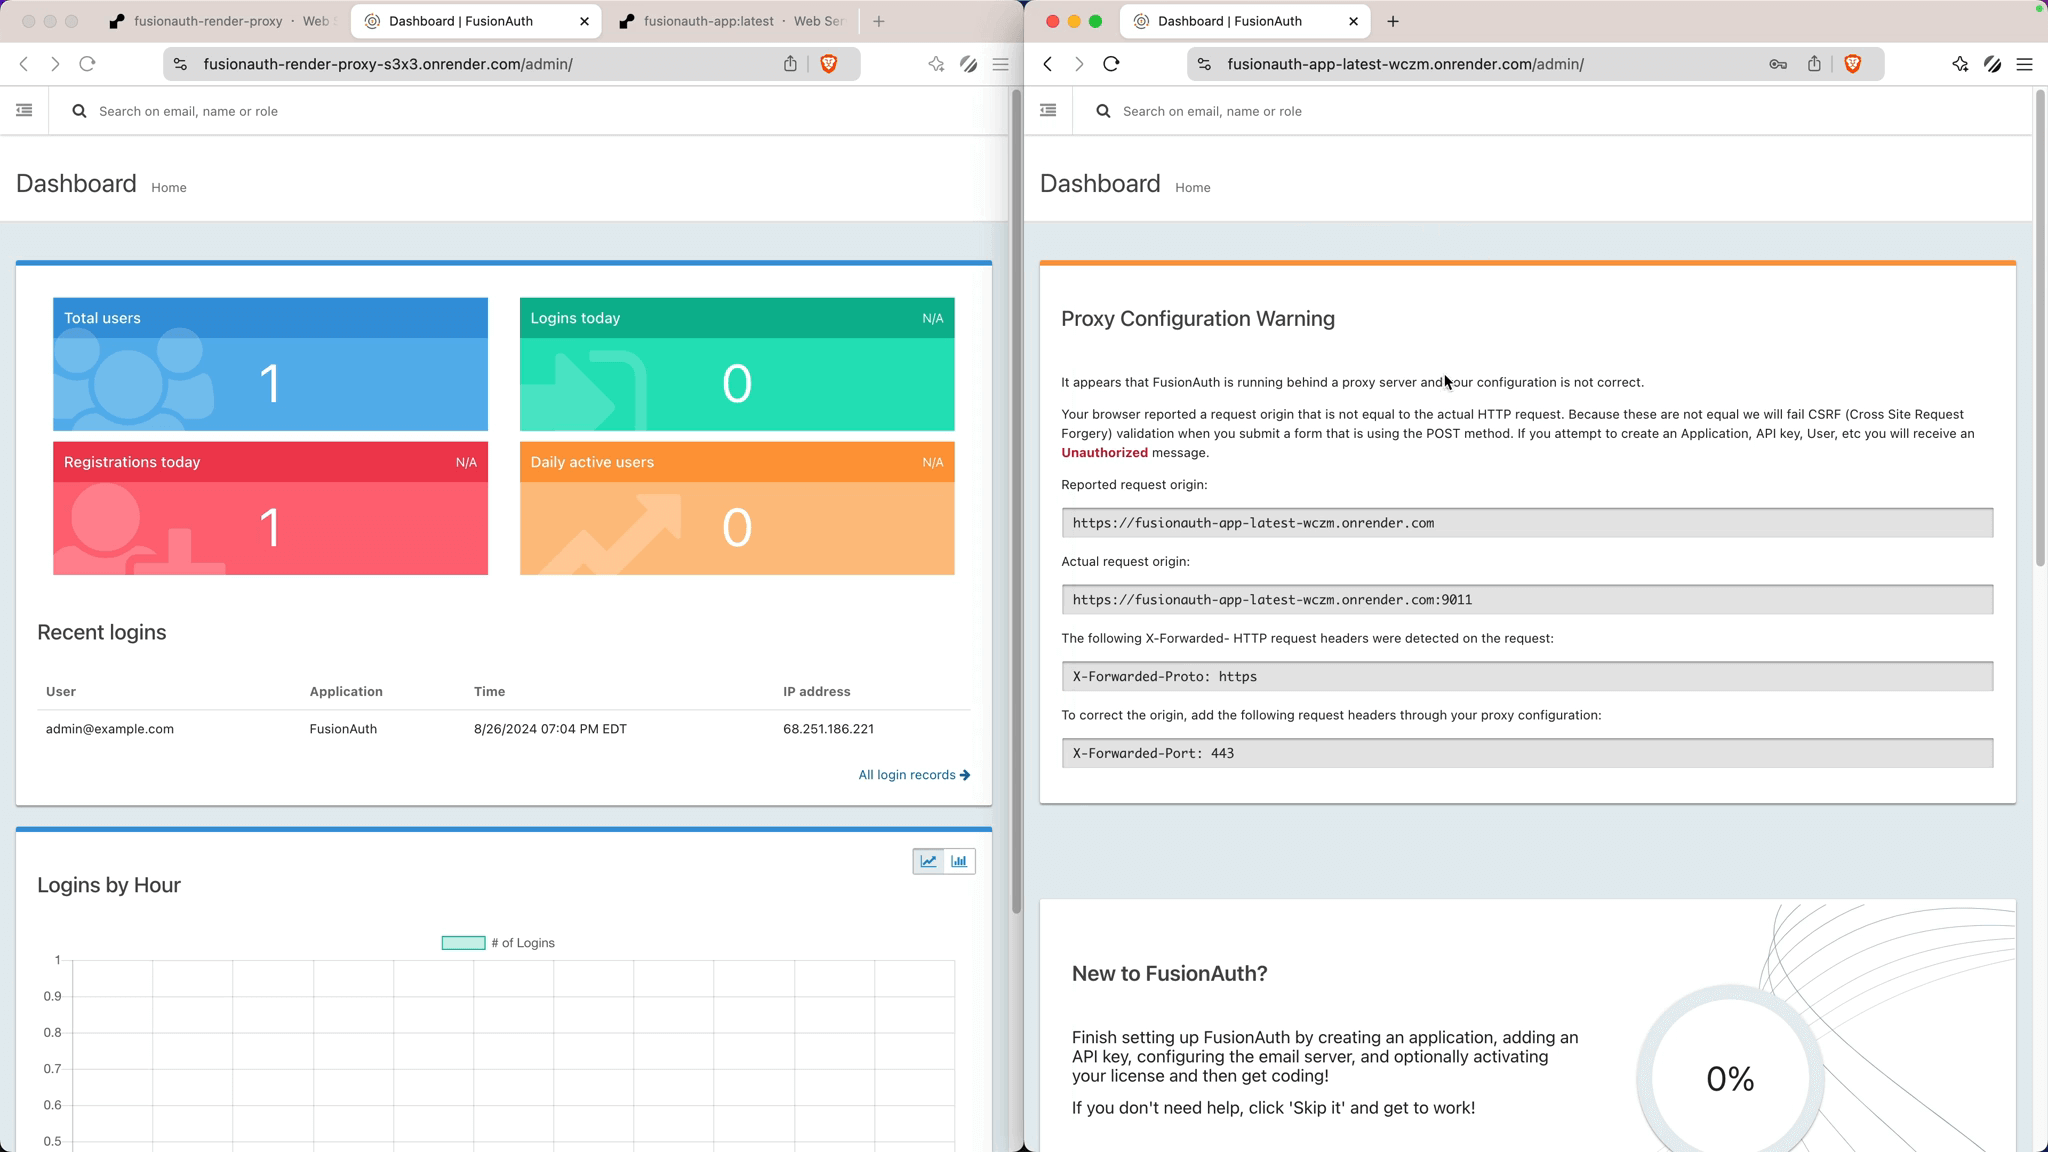 fusionauth-render-proxy · Web S
Dashboard | FusionAuth
fusionauth-app:latest · Web Ser
fusionauth-render-proxy-s3x3.onrender.com/admin/
Search on email, name or role
Dashboard Home
Total users
1
Logins today N/A
0
Registrations today N/A
1
Daily active users N/A
0
Recent logins
User Application Time IP address
admin@example.com FusionAuth 8/26/2024 07:04 PM EDT 68.251.186.221
All login records
Logins by Hour
# of Logins
1
0.9
0.8
0.7
0.6
0.5
Dashboard | FusionAuth
fusionauth-app-latest-wczm.onrender.com/admin/
Search on email, name or role
Dashboard Home
Proxy Configuration Warning
It appears that FusionAuth is running behind a proxy server and your configuration is not correct.
Your browser reported a request origin that is not equal to the actual HTTP request. Because these are not equal we will fail CSRF (Cross Site Request
Forgery) validation when you submit a form that is using the POST method. If you attempt to create an Application, API key, User, etc you will receive an
Unauthorized message.
Reported request origin:
https://fusionauth-app-latest-wczm.onrender.com
Actual request origin:
https://fusionauth-app-latest-wczm.onrender.com:9011
The following X-Forwarded- HTTP request headers were detected on the request:
X-Forwarded-Proto: https
To correct the origin, add the following request headers through your proxy configuration:
X-Forwarded-Port: 443
New to FusionAuth?
Finish setting up FusionAuth by creating an application, adding an
API key, configuring the email server, and optionally activating
your license and then get coding!
If you don't need help, click 'Skip it' and get to work!
0%